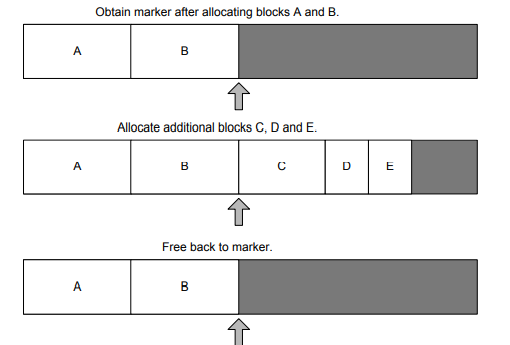 Obtain marker after allocating blocks A and B.
A B
Allocate additional blocks C, D and E.
A B C D E
Free back to marker.
A B